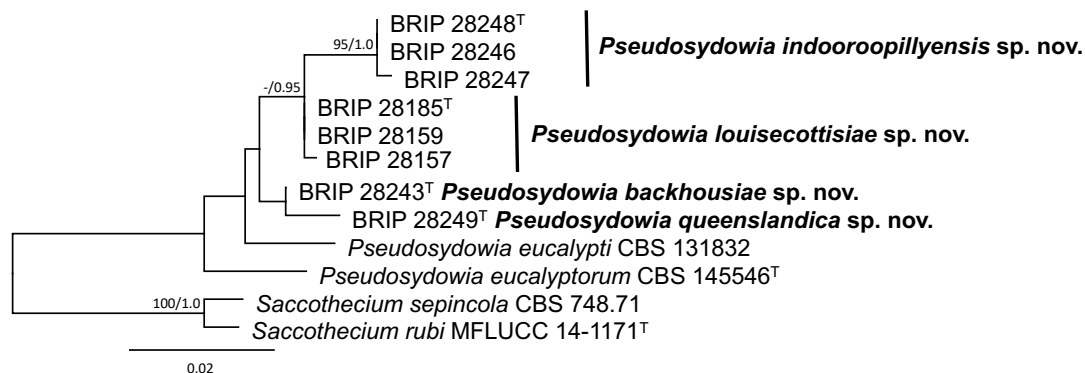 BRIP 28248ᵀ
95/1.0
BRIP 28246
Pseudosydowia indooroopillyensis sp. nov.
BRIP 28247
-/0.95
BRIP 28185ᵀ
BRIP 28159
Pseudosydowia louisecottisiae sp. nov.
BRIP 28157
BRIP 28243ᵀ Pseudosydowia backhousiae sp. nov.
BRIP 28249ᵀ Pseudosydowia queenslandica sp. nov.
Pseudosydowia eucalypti CBS 131832
Pseudosydowia eucalyptorum CBS 145546ᵀ
100/1.0
Saccothecium sepincola CBS 748.71
Saccothecium rubi MFLUCC 14-1171ᵀ
0.02